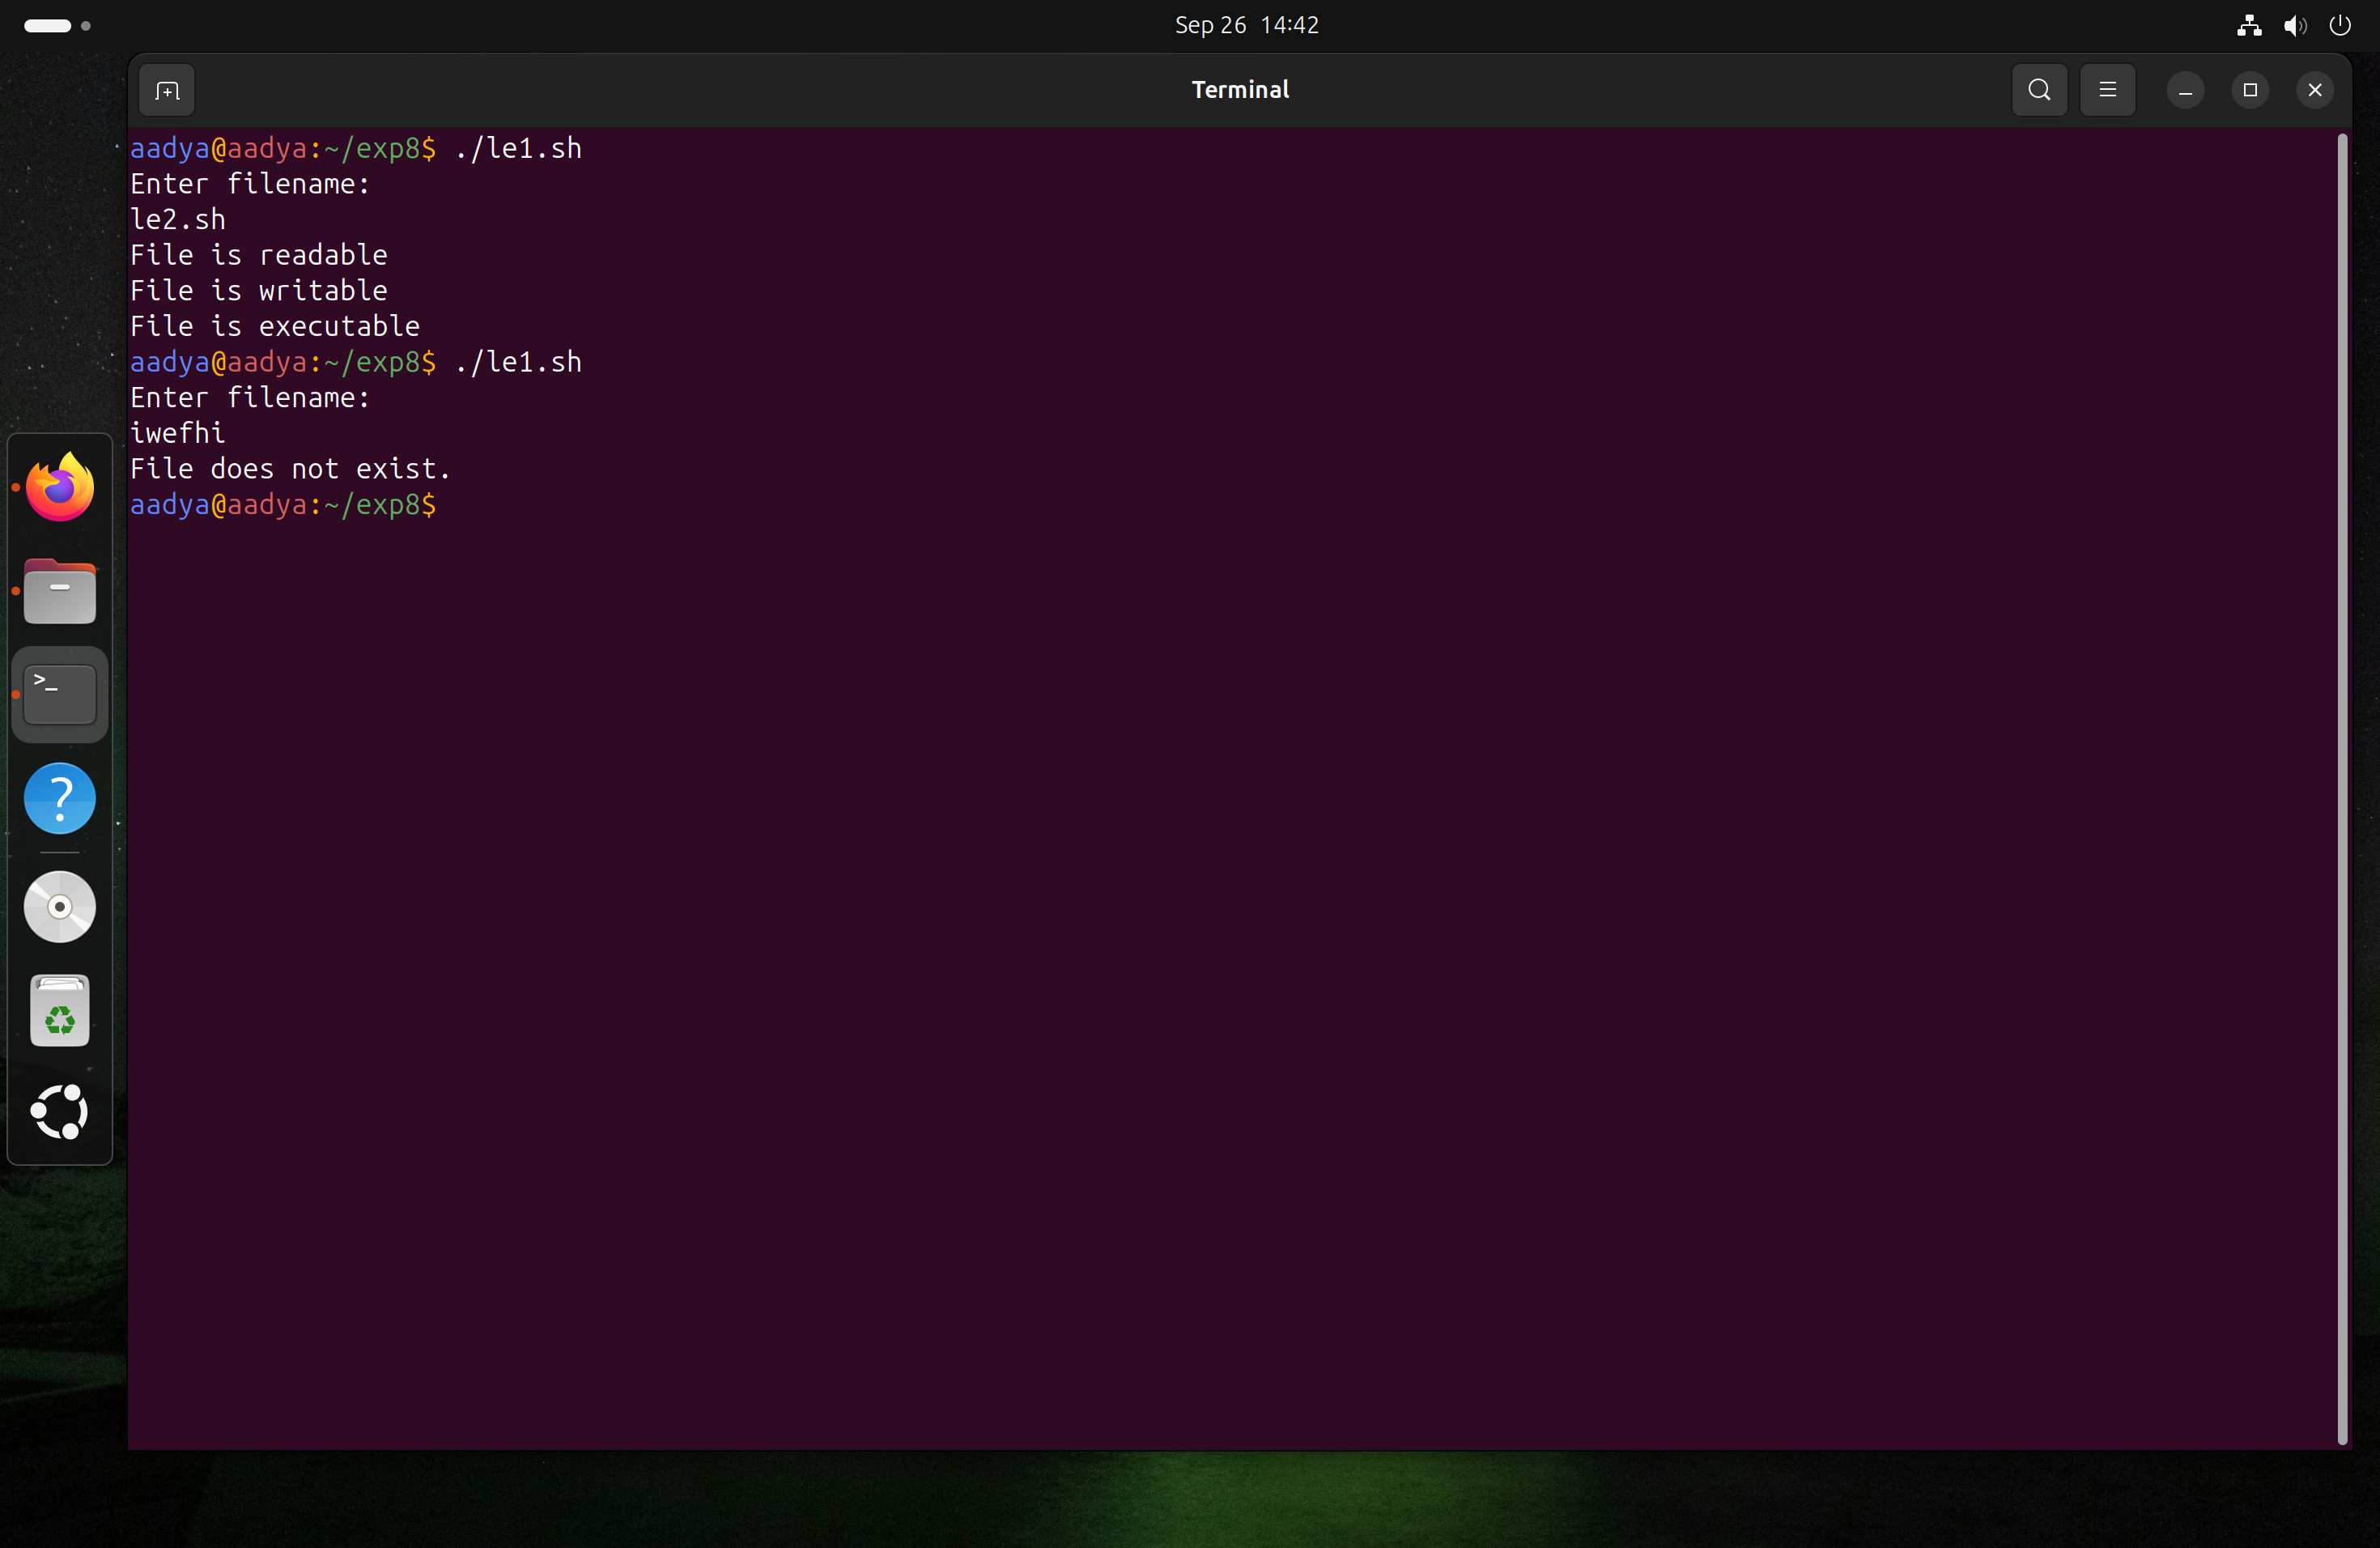 Sep 26 14:42
Terminal
aadya@aadya:~/exp8$ ./le1.sh
Enter filename:
le2.sh
File is readable
File is writable
File is executable
aadya@aadya:~/exp8$ ./le1.sh
Enter filename:
iwefhi
File does not exist.
aadya@aadya:~/exp8$
>_
?